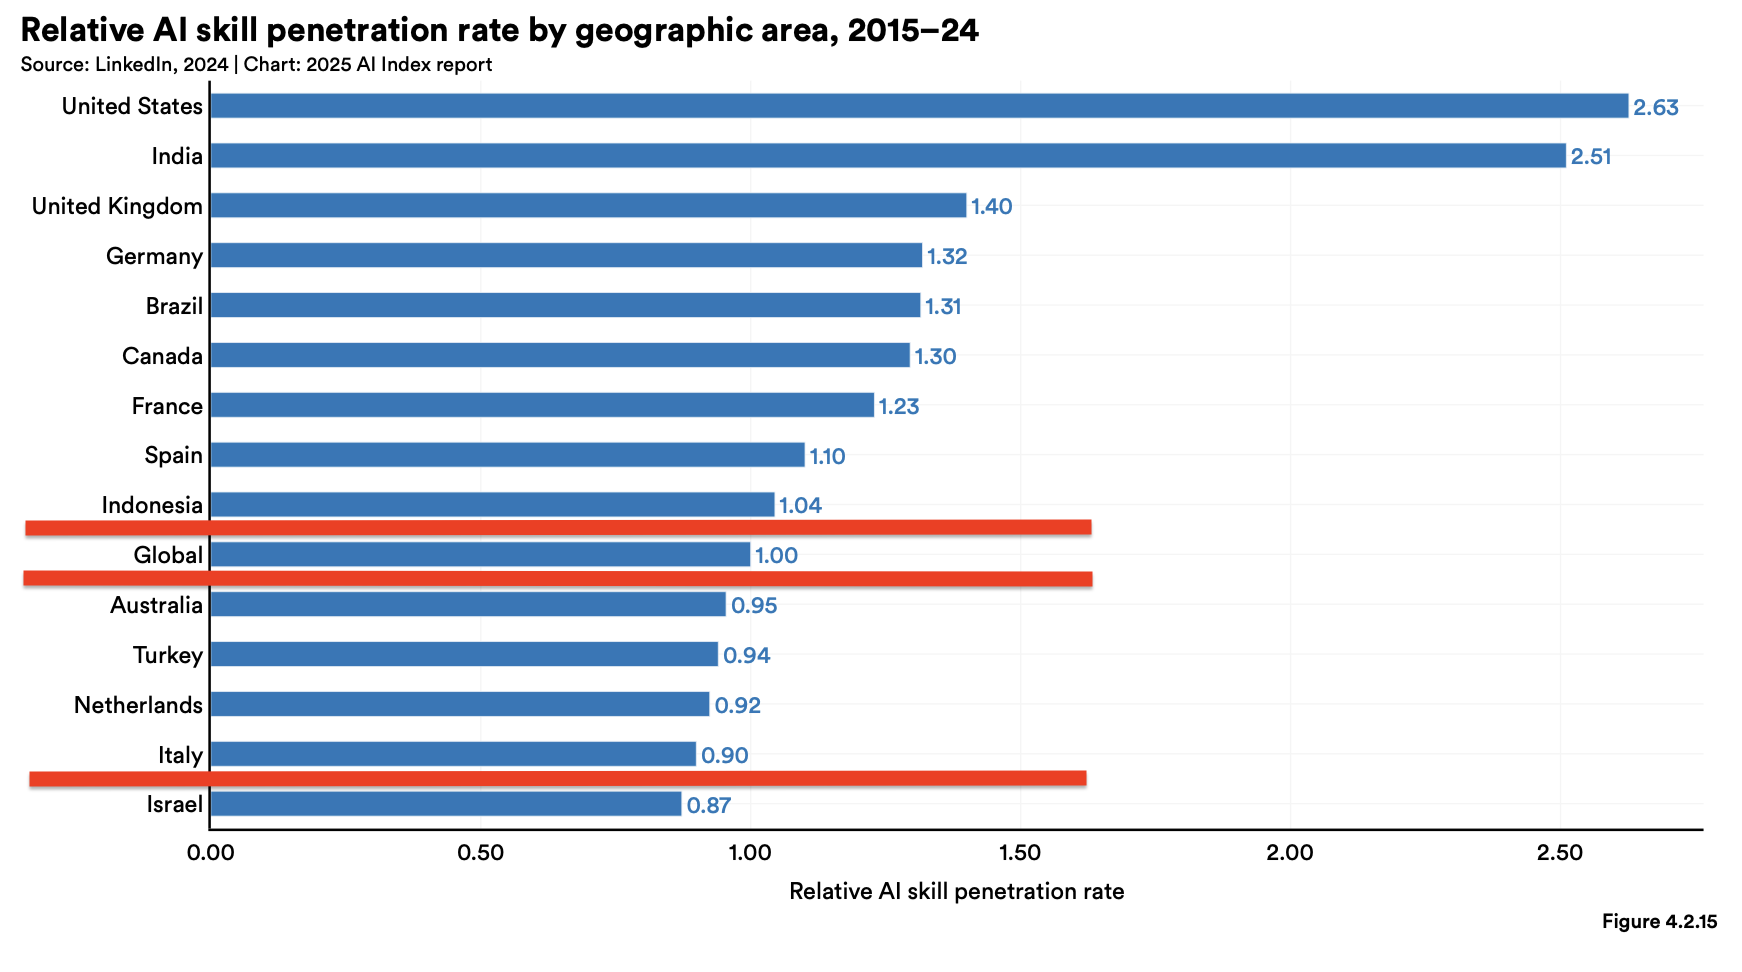 Relative AI skill penetration rate by geographic area, 2015–24
Source: LinkedIn, 2024 | Chart: 2025 AI Index report
United States 2.63
India 2.51
United Kingdom 1.40
Germany 1.32
Brazil 1.31
Canada 1.30
France 1.23
Spain 1.10
Indonesia 1.04
Global 1.00
Australia 0.95
Turkey 0.94
Netherlands 0.92
Italy 0.90
Israel 0.87
0.00 0.50 1.00 1.50 2.00 2.50
Relative AI skill penetration rate
Figure 4.2.15